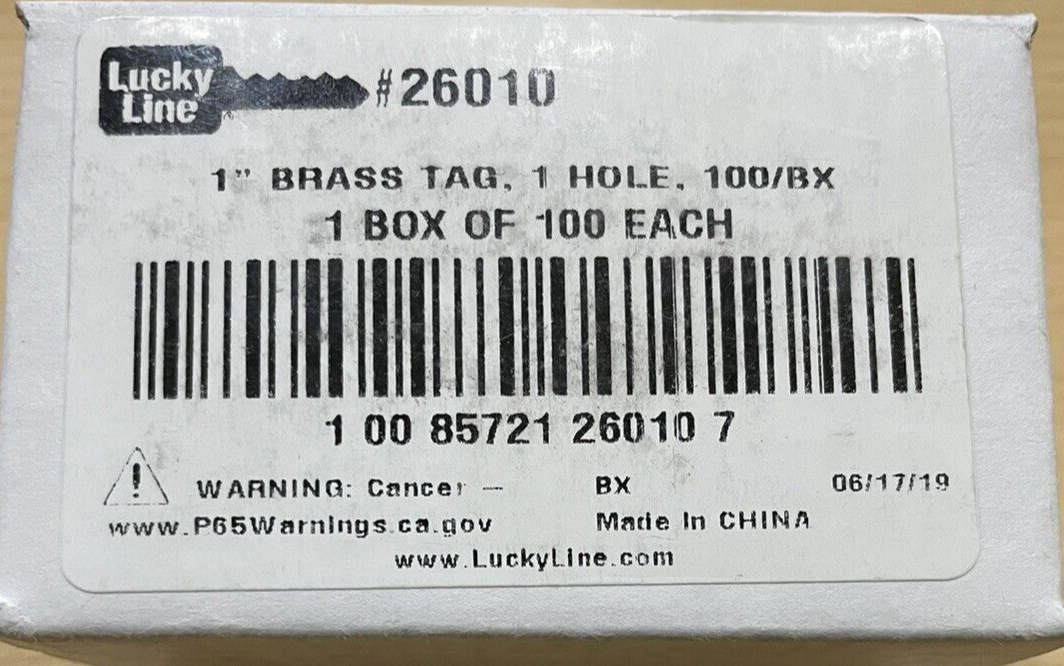 Lucky
Line
#26010
1" BRASS TAG, 1 HOLE, 100/BX
1 BOX OF 100 EACH
1 00 85721 26010 7
! WARNING: Cancer – BX 06/17/19
www.P65Warnings.ca.gov Made In CHINA
www.LuckyLine.com